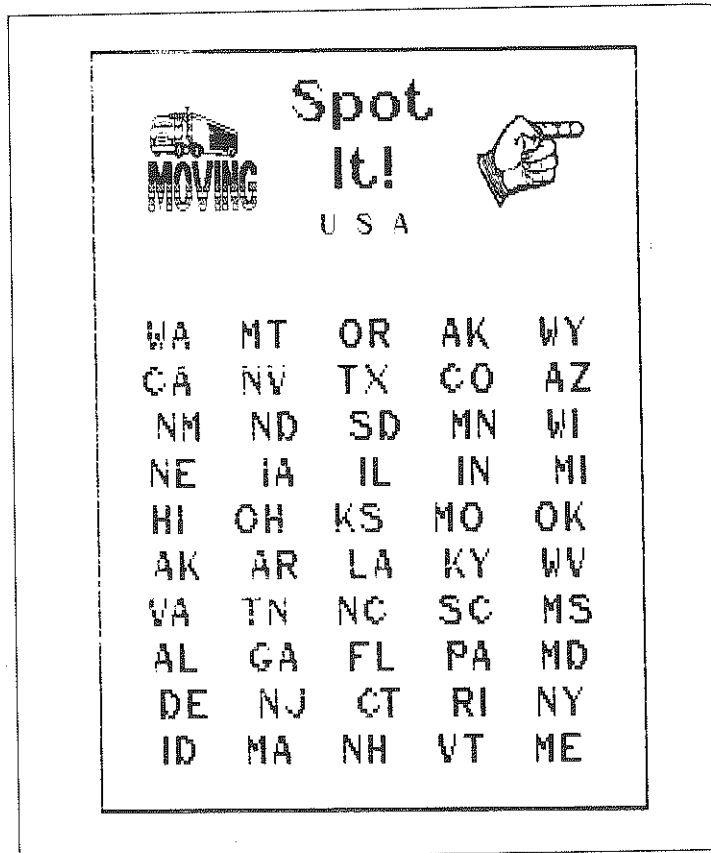 Spot
It!
MOVING
U S A
WA MT OR AK WY
CA NV TX CO AZ
NM ND SD MN WI
NE IA IL IN MI
HI OH KS MO OK
AK AR LA KY WV
VA TN NC SC MS
AL GA FL PA MD
DE NJ CT RI NY
ID MA NH VT ME